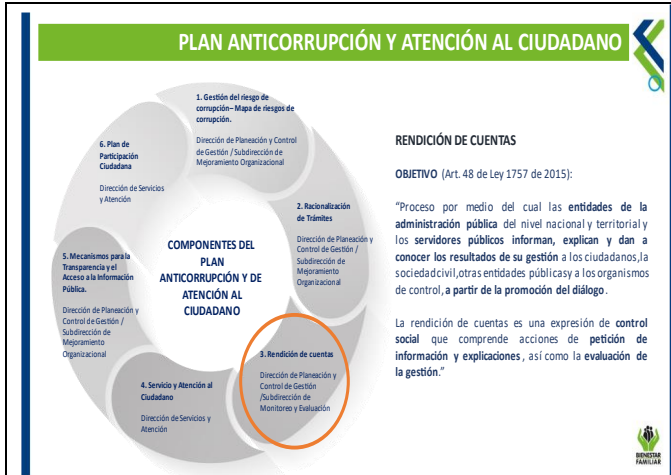 PLAN ANTICORRUPCIÓN Y ATENCIÓN AL CIUDADANO
1. Gestión del riesgo de
corrupción– Mapa de riesgos de
corrupción.
Dirección de Planeación y Control
de Gestión / Subdirección de
Mejoramiento Organizacional
2. Racionalización
de Trámites
Dirección de Planeación y
Control de Gestión /
Subdirección de
Mejoramiento
Organizacional
3. Rendición de cuentas
Dirección de Planeación y
Control de Gestión
/Subdirección de
Monitoreo y Evaluación
4. Servicio y Atención al
Ciudadano
Dirección de Servicios y
Atención
5. Mecanismos para la
Transparencia y el
Acceso a la Información
Pública.
Dirección de Planeación y
Control de Gestión /
Subdirección de
Mejoramiento
Organizacional
6. Plan de
Participación
Ciudadana
Dirección de Servicios
y Atención
COMPONENTES DEL
PLAN
ANTICORRUPCIÓN Y DE
ATENCIÓN AL
CIUDADANO
RENDICIÓN DE CUENTAS
OBJETIVO (Art. 48 de Ley 1757 de 2015):
"Proceso por medio del cual las entidades de la
administración pública del nivel nacional y territorial y
los servidores públicos informan, explican y dan a
conocer los resultados de su gestión a los ciudadanos, la
sociedad civil, otras entidades públicas y a los organismos
de control, a partir de la promoción del diálogo.
La rendición de cuentas es una expresión de control
social que comprende acciones de petición de
información y explicaciones, así como la evaluación de
la gestión."
BIENESTAR
FAMILIAR